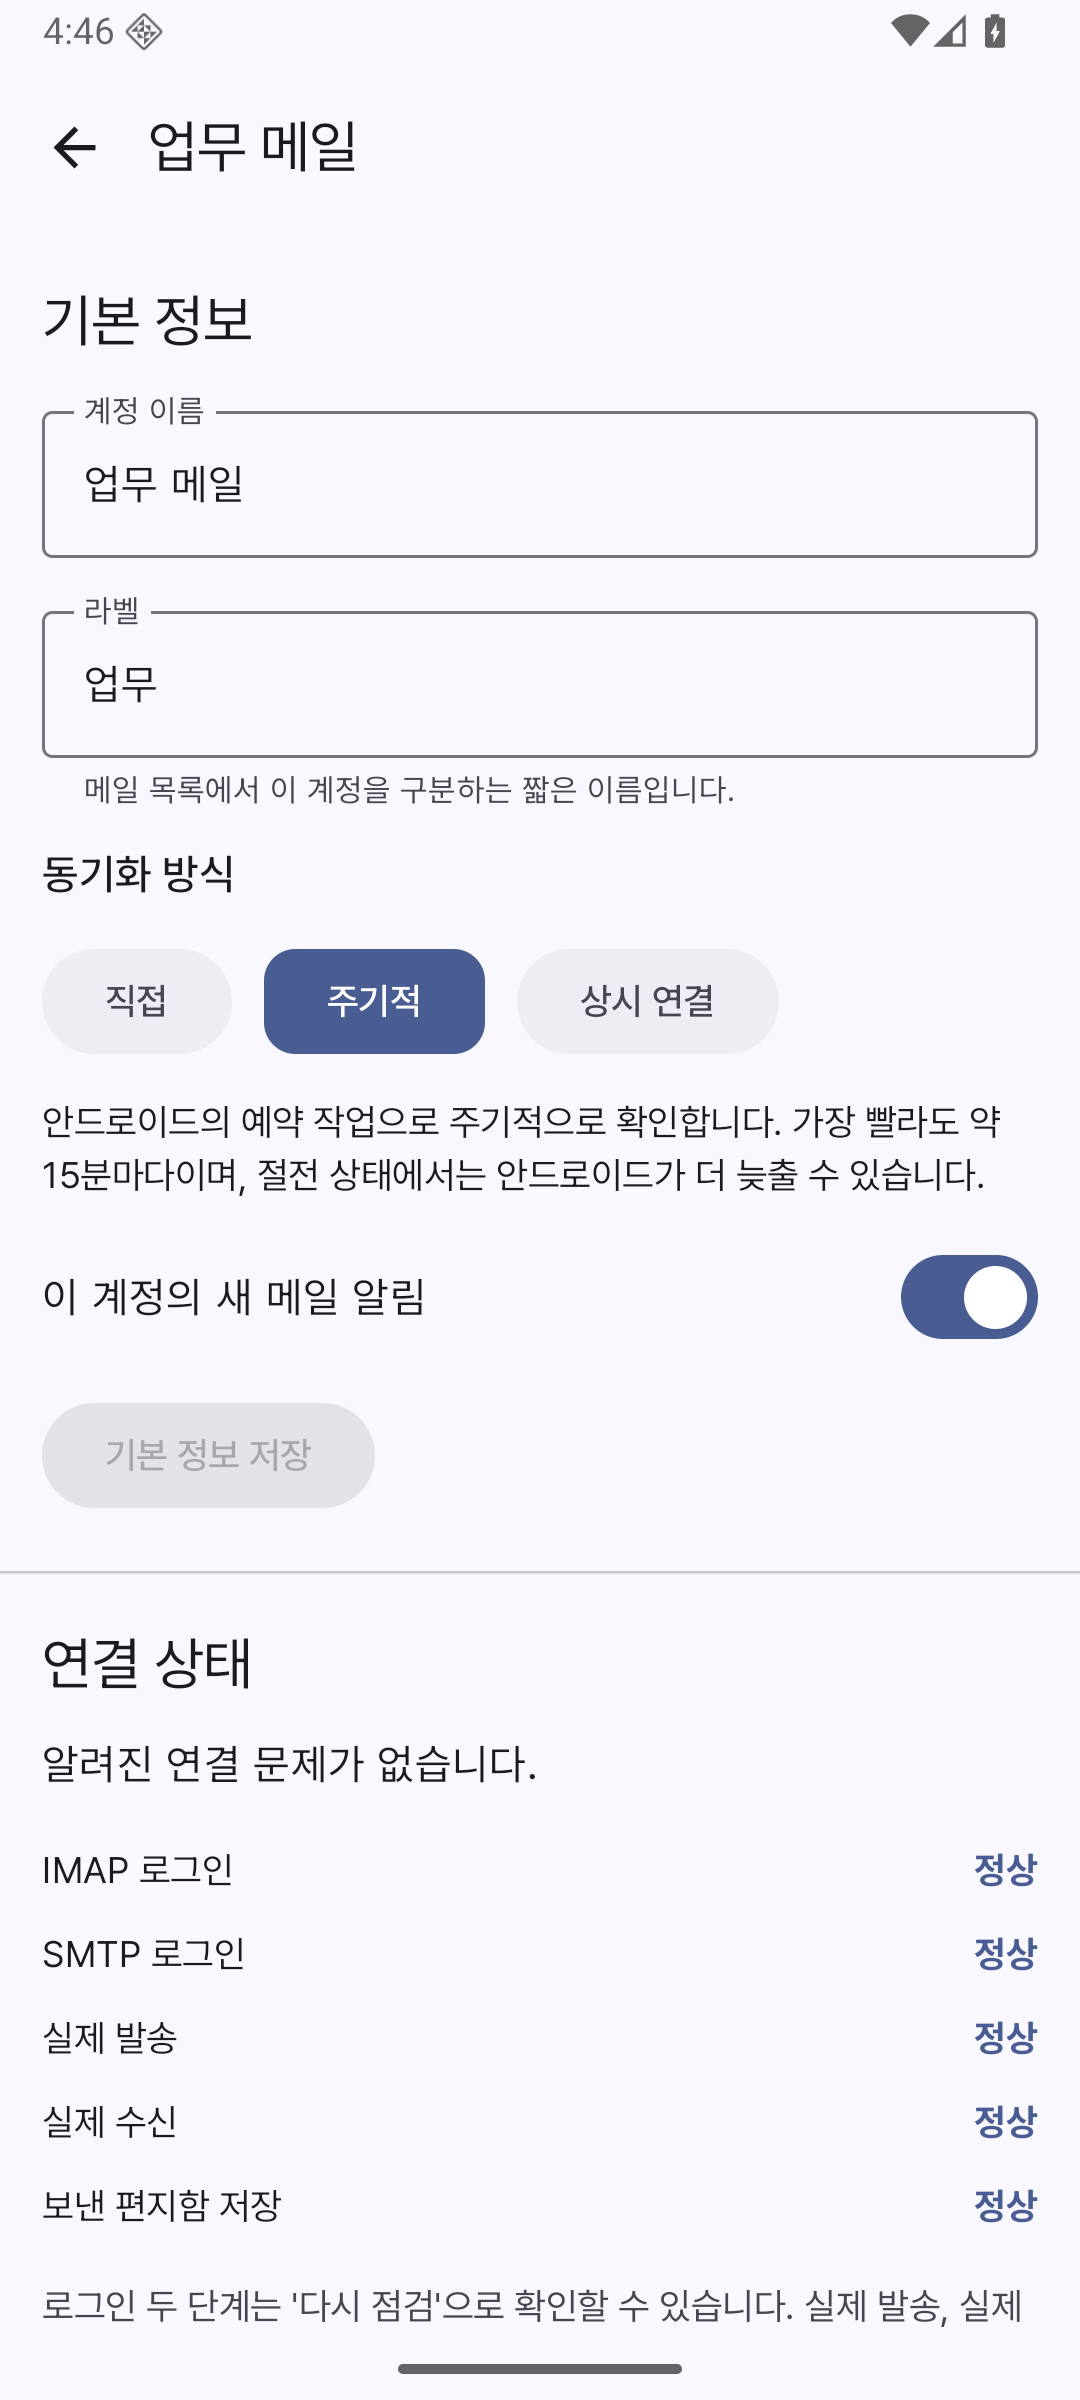 4:46
업무 메일
기본 정보
계정 이름
업무 메일
라벨
업무
메일 목록에서 이 계정을 구분하는 짧은 이름입니다.
동기화 방식
직접
주기적
상시 연결
안드로이드의 예약 작업으로 주기적으로 확인합니다. 가장 빨라도 약
15분마다이며, 절전 상태에서는 안드로이드가 더 늦출 수 있습니다.
이 계정의 새 메일 알림
기본 정보 저장
연결 상태
알려진 연결 문제가 없습니다.
IMAP 로그인 정상
SMTP 로그인 정상
실제 발송 정상
실제 수신 정상
보낸 편지함 저장 정상
로그인 두 단계는 '다시 점검'으로 확인할 수 있습니다. 실제 발송, 실제